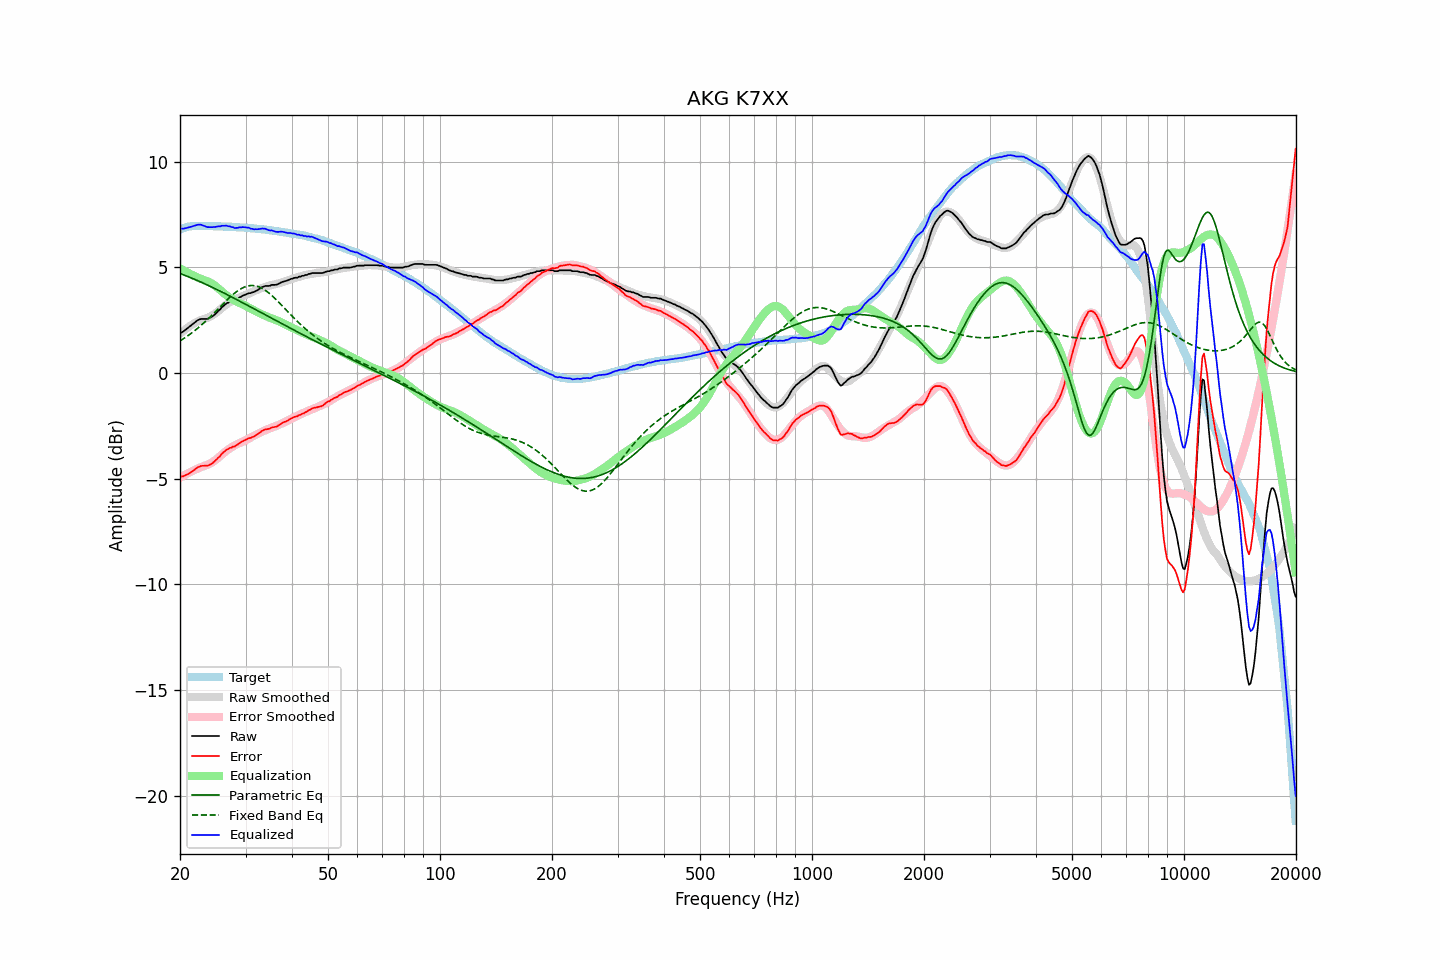 AKG K7XX
Amplitude (dBr)
10
5
0
−5
−10
−15
−20
Target
Raw Smoothed
Error Smoothed
Raw
Error
Equalization
Parametric Eq
Fixed Band Eq
Equalized
20
50
100
200
500
1000
2000
5000
10000
20000
Frequency (Hz)